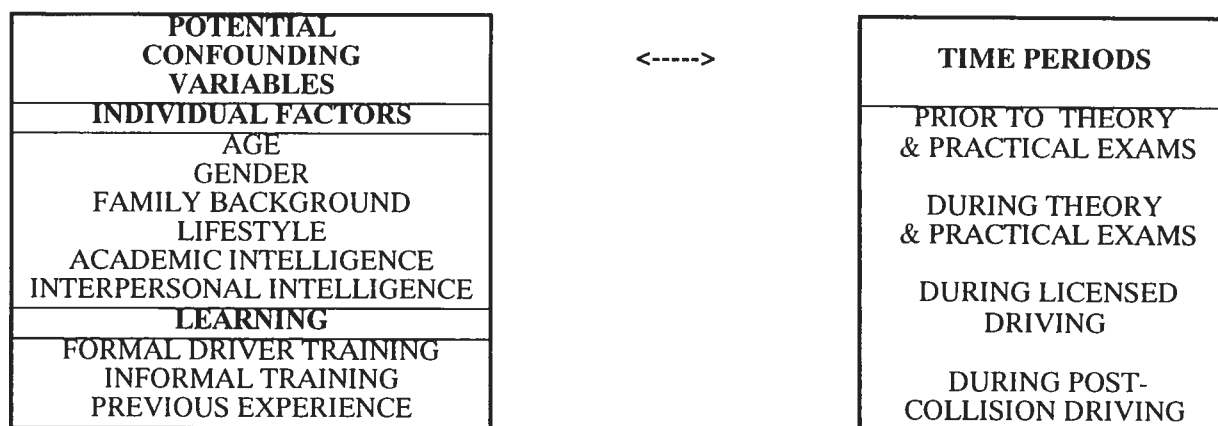 POTENTIAL
CONFOUNDING
VARIABLES
INDIVIDUAL FACTORS
AGE
GENDER
FAMILY BACKGROUND
LIFESTYLE
ACADEMIC INTELLIGENCE
INTERPERSONAL INTELLIGENCE
LEARNING
FORMAL DRIVER TRAINING
INFORMAL TRAINING
PREVIOUS EXPERIENCE
<----->
TIME PERIODS
PRIOR TO THEORY
& PRACTICAL EXAMS
DURING THEORY
& PRACTICAL EXAMS
DURING LICENSED
DRIVING
DURING POST-
COLLISION DRIVING